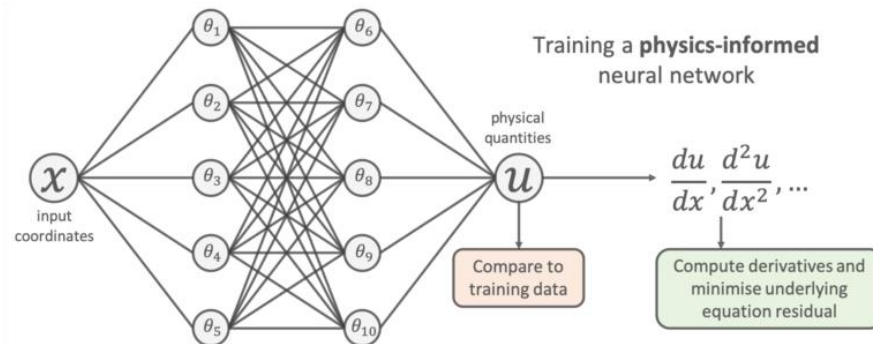 θ₁
θ₆
Training a physics-informed
neural network
θ₂
θ₇
physical
quantities
x
θ₃
θ₈
u
du/dx, d²u/dx², ...
input
coordinates
θ₄
θ₉
Compare to
training data
Compute derivatives and
minimise underlying
equation residual
θ₅
θ₁₀